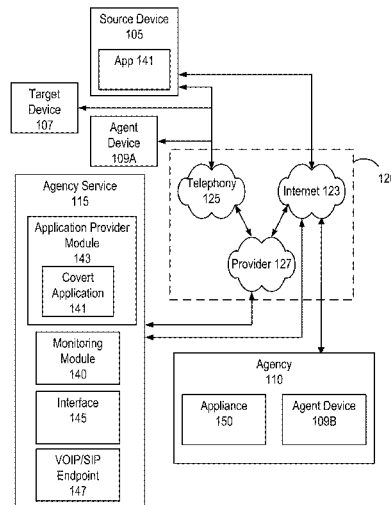 Source Device
105
App 141
Target
Device
107
Agent
Device
109A
Telephony
125
Internet 123
Provider 127
120
Agency Service
115
Application Provider
Module
143
Covert
Application
141
Monitoring
Module
140
Interface
145
VOIP/SIP
Endpoint
147
Agency
110
Appliance
150
Agent Device
109B